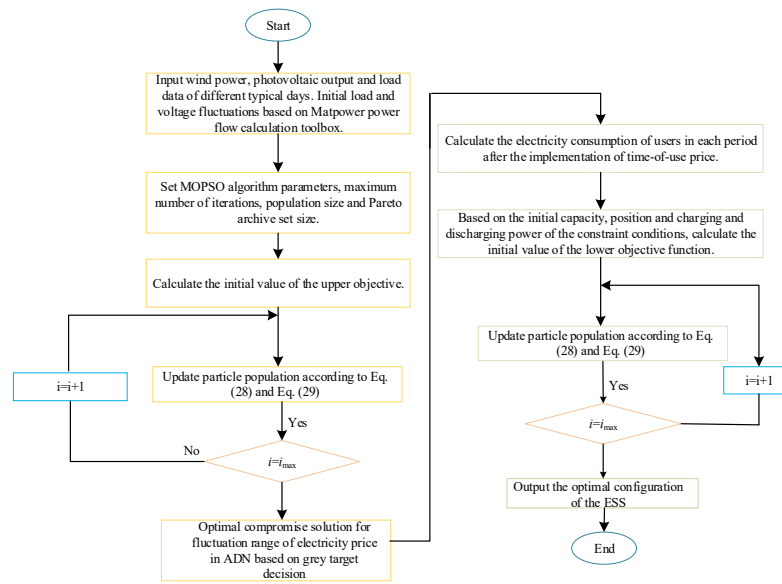 Start
Input wind power, photovoltaic output and load
data of different typical days. Initial load and
voltage fluctuations based on Matpower power
flow calculation toolbox.
Set MOPSO algorithm parameters, maximum
number of iterations, population size and Pareto
archive set size.
Calculate the initial value of the upper objective.
i=i+1
Update particle population according to Eq.
(28) and Eq. (29)
Yes
No
i=imax
Optimal compromise solution for
fluctuation range of electricity price
in ADN based on grey target
decision
Calculate the electricity consumption of users in each period
after the implementation of time-of-use price.
Based on the initial capacity, position and charging and
discharging power of the constraint conditions, calculate the
initial value of the lower objective function.
Update particle population according to Eq.
(28) and Eq. (29)
Yes
i=i+1
i=imax
Output the optimal configuration
of the ESS
End